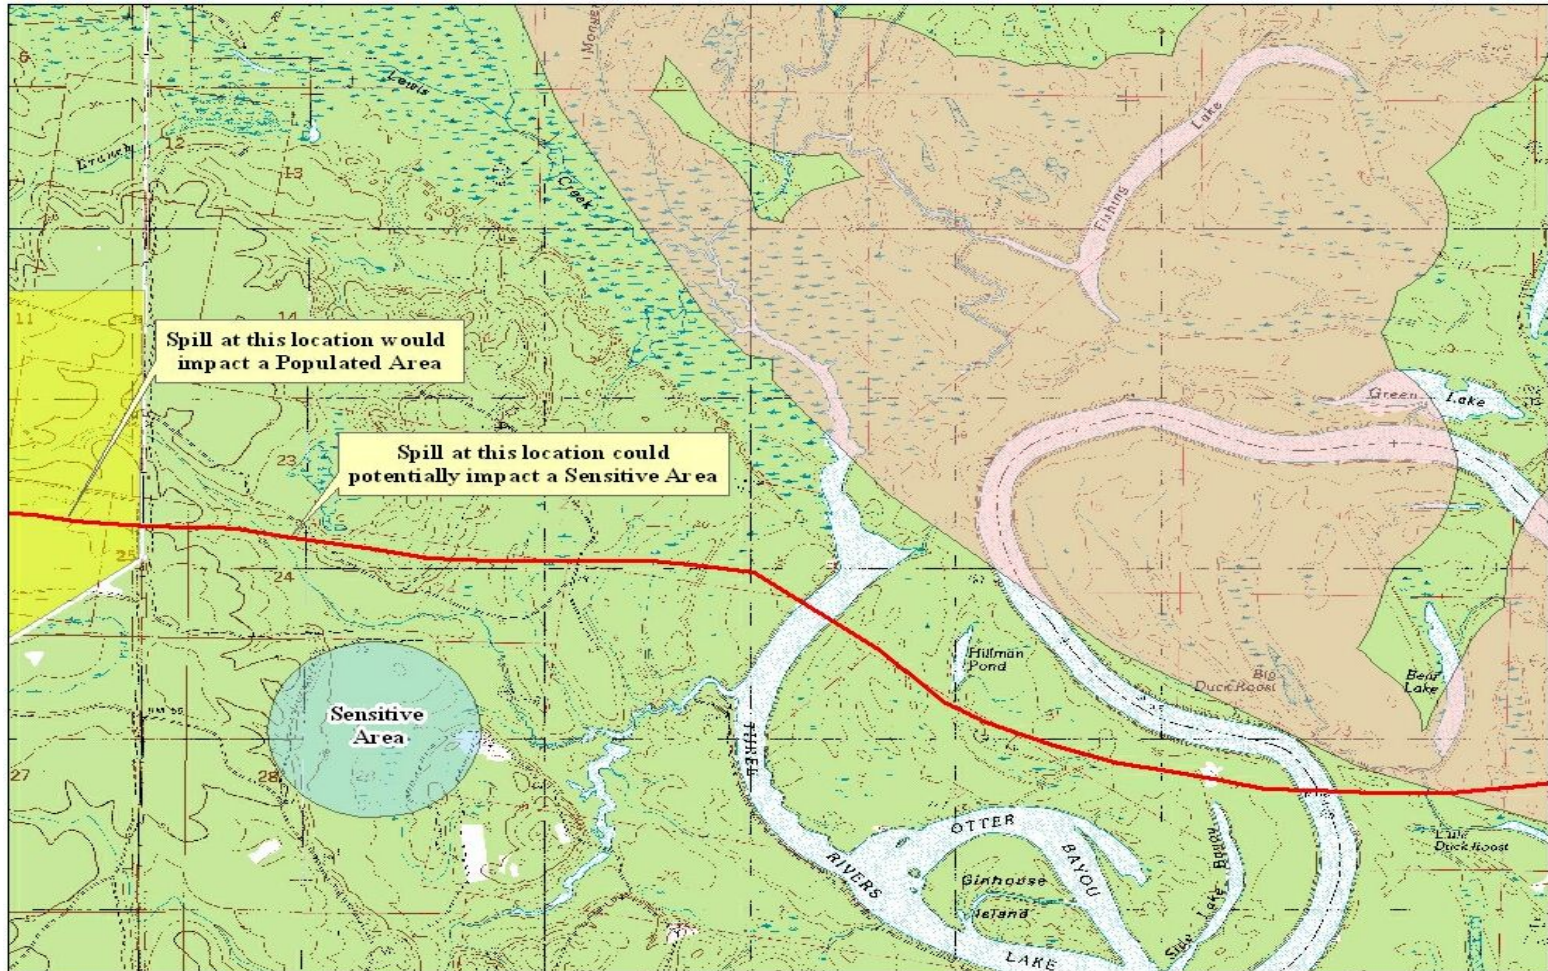 6
Lewis
Creek
Branch
12
13
Fishing
Lake
11
14
Spill at this location would
impact a Populated Area
Green
Lake
23
Spill at this location could
potentially impact a Sensitive Area
25
24
Hillman
Pond
Big
Duck Roost
Bear
Lake
Sensitive
Area
27
28
THREE
RIVERS
LAKE
OTTER
BAYOU
Ginhouse
Island
Side Lake Bayou
Little
Duck Roost